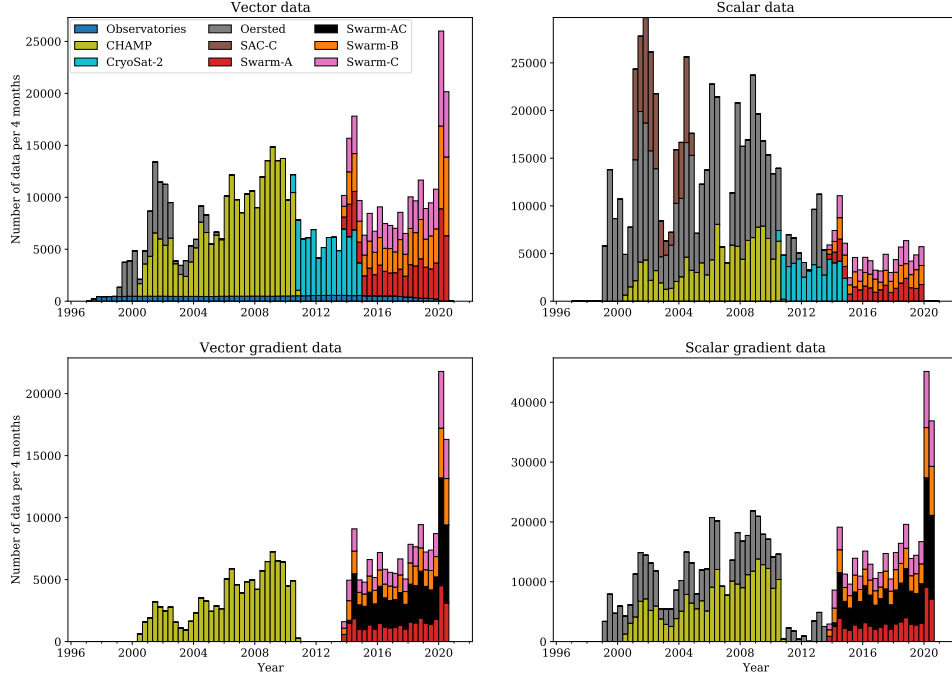 Vector data
Scalar data
Number of data per 4 months
25000
20000
15000
10000
5000
0
Observatories
CHAMP
CryoSat-2
Oersted
SAC-C
Swarm-A
Swarm-AC
Swarm-B
Swarm-C
1996 2000 2004 2008 2012 2016 2020
25000
20000
15000
10000
5000
0
1996 2000 2004 2008 2012 2016 2020
Vector gradient data
Scalar gradient data
Number of data per 4 months
20000
15000
10000
5000
0
1996 2000 2004 2008 2012 2016 2020
Year
40000
30000
20000
10000
0
1996 2000 2004 2008 2012 2016 2020
Year